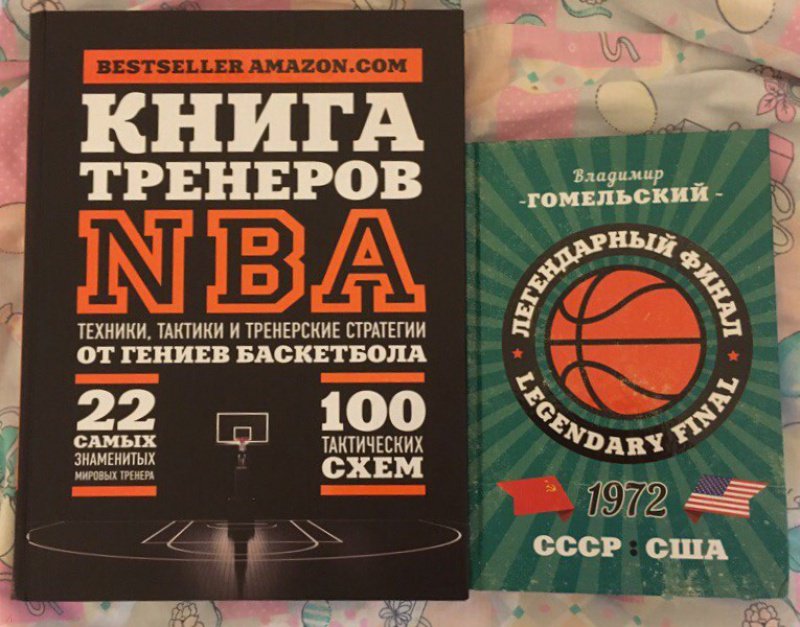 BESTSELLER AMAZON.COM
КНИГА
ТРЕНЕРОВ
NBA
ТЕХНИКИ, ТАКТИКИ И ТРЕНЕРСКИЕ СТРАТЕГИИ
ОТ ГЕНИЕВ БАСКЕТБОЛА
22
САМЫХ
ЗНАМЕНИТЫХ
МИРОВЫХ ТРЕНЕРА
100
ТАКТИЧЕСКИХ
СХЕМ
Владимир
-ГОМЕЛЬСКИЙ-
ЛЕГЕНДАРНЫЙ ФИНАЛ
LEGENDARY FINAL
1972
СССР : США